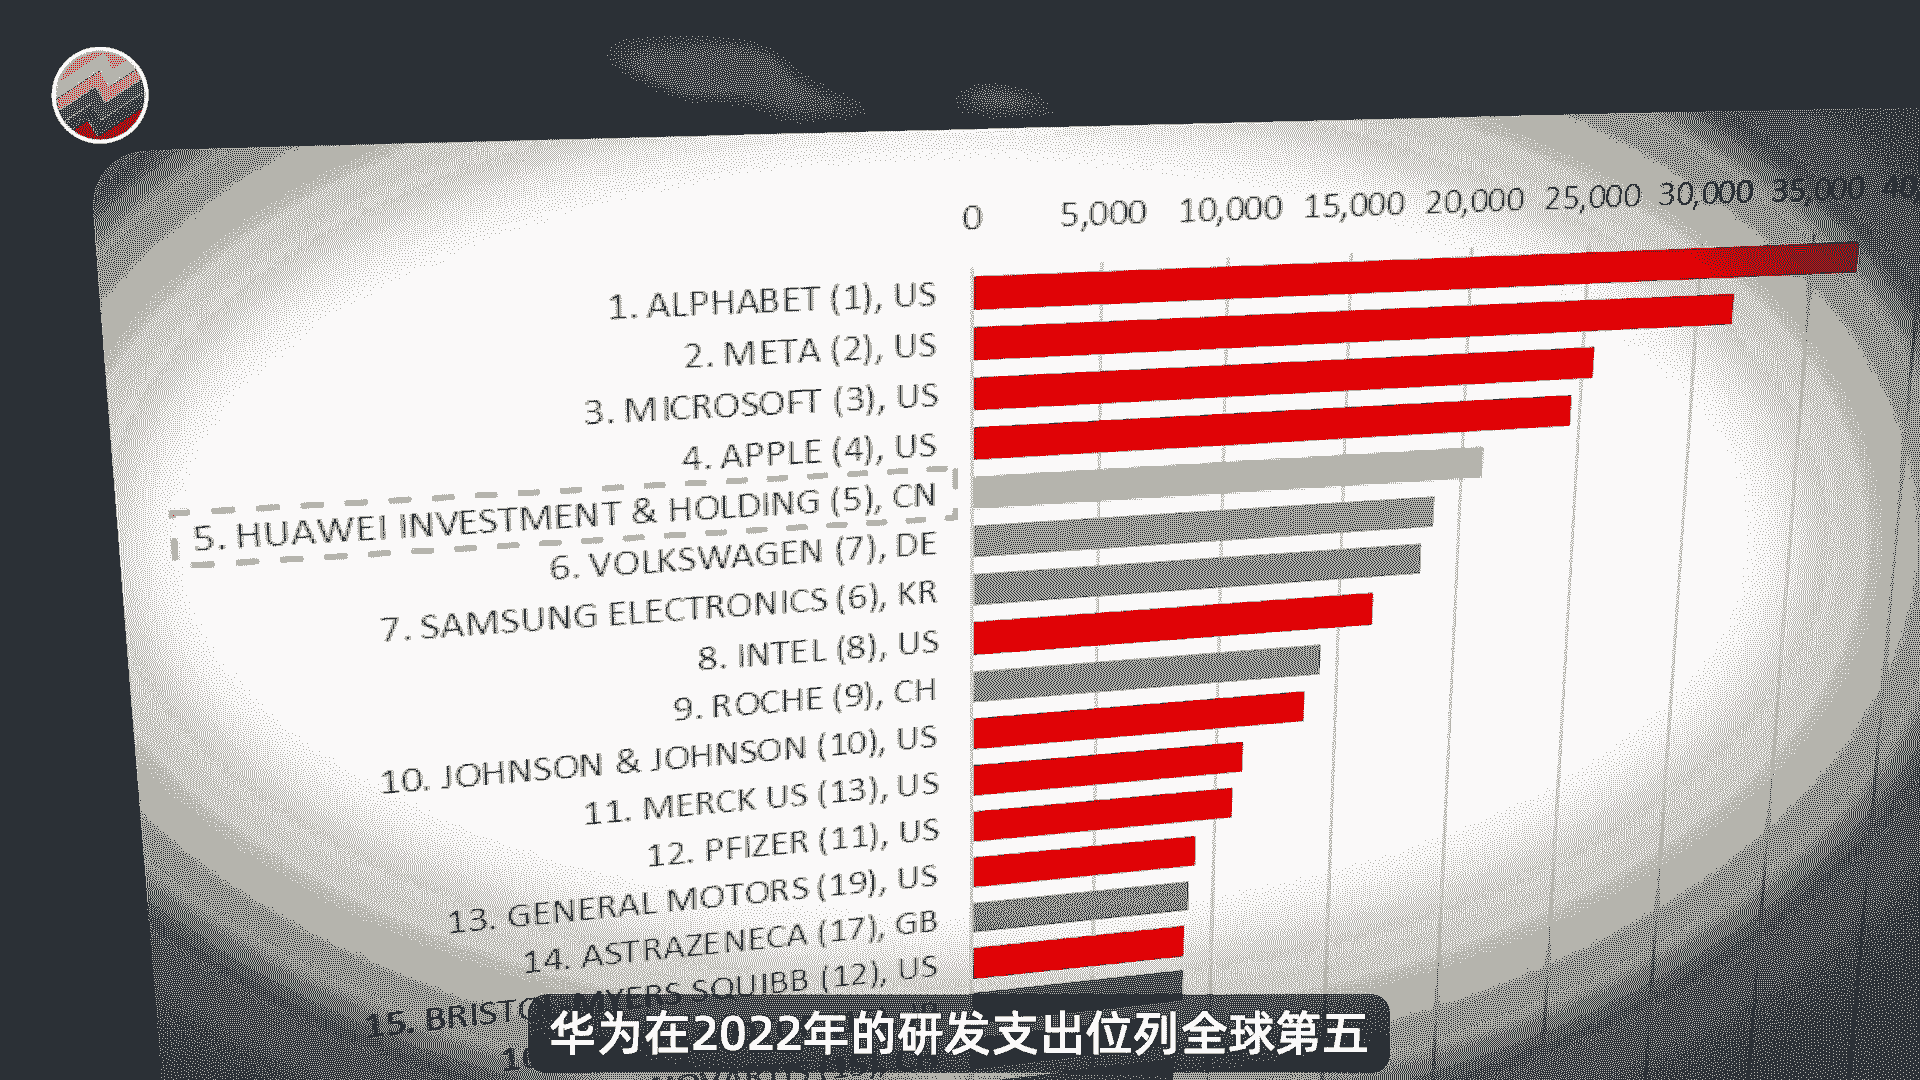 0 5,000 10,000 15,000 20,000 25,000 30,000 35,000
1. ALPHABET (1), US
2. META (2), US
3. MICROSOFT (3), US
4. APPLE (4), US
5. HUAWEI INVESTMENT & HOLDING (5), CN
6. VOLKSWAGEN (7), DE
7. SAMSUNG ELECTRONICS (6), KR
8. INTEL (8), US
9. ROCHE (9), CH
10. JOHNSON & JOHNSON (10), US
11. MERCK US (13), US
12. PFIZER (11), US
13. GENERAL MOTORS (19), US
14. ASTRAZENECA (17), GB
15. BRISTOL-MYERS SQUIBB (12), US
华为在2022年的研发支出位列全球第五